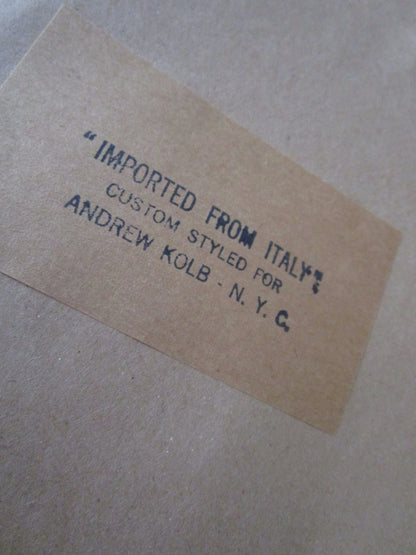 "IMPORTED FROM ITALY":
CUSTOM STYLED FOR
ANDREW KOLB - N. Y. C.